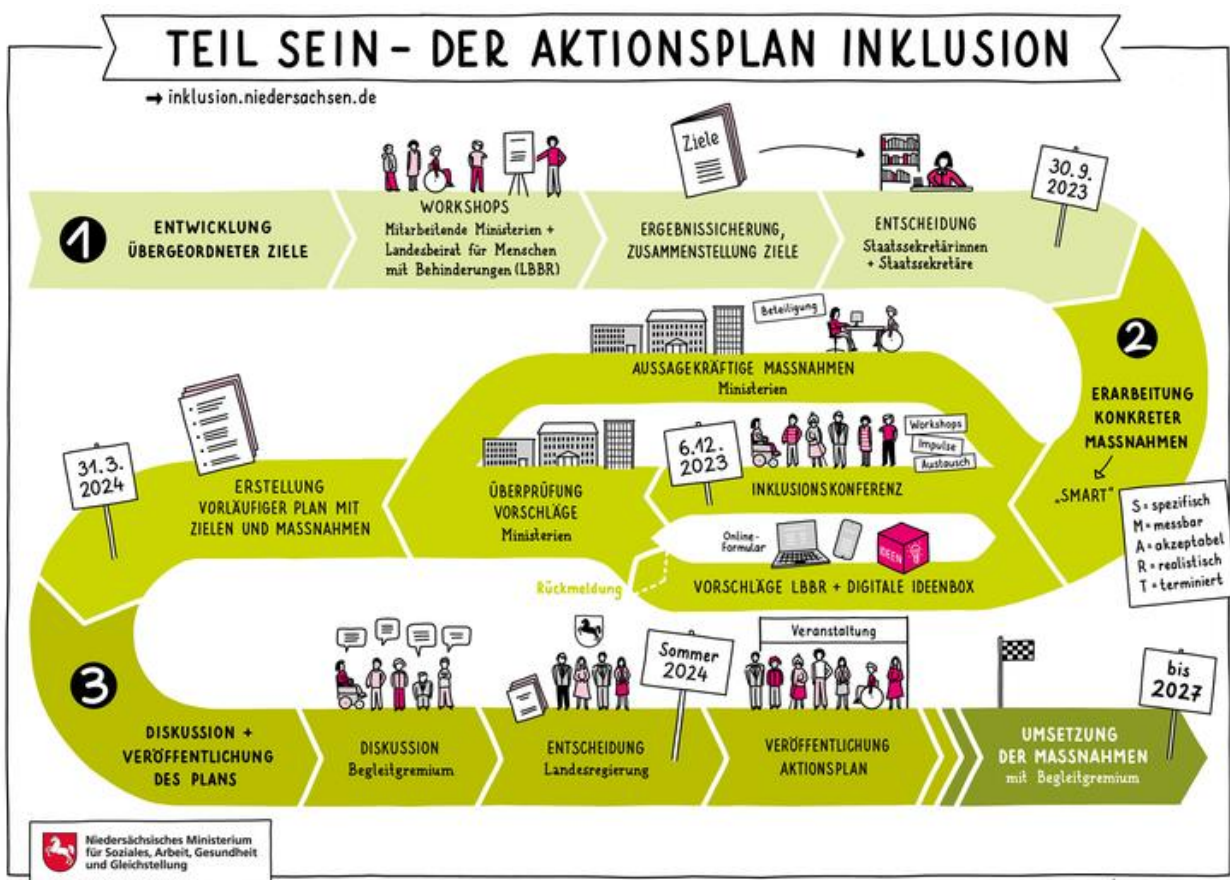 TEIL SEIN – DER AKTIONSPLAN INKLUSION
→ inklusion.niedersachsen.de
1
ENTWICKLUNG
ÜBERGEORDNETER ZIELE
WORKSHOPS
Mitarbeitende Ministerien +
Landesbeirat für Menschen
mit Behinderungen (LBBR)
Ziele
ERGEBNISSICHERUNG,
ZUSAMMENSTELLUNG ZIELE
ENTSCHEIDUNG
Staatssekretärinnen
+ Staatssekretäre
30.9.
2023
2
ERARBEITUNG
KONKRETER
MASSNAHMEN
„SMART“
S = spezifisch
M = messbar
A = akzeptabel
R = realistisch
T = terminiert
Beteiligung
AUSSAGEKRÄFTIGE MASSNAHMEN
Ministerien
6.12.
2023
Workshops
Impulse
Austausch
INKLUSIONSKONFERENZ
Online-
Formular
IDEEN
VORSCHLÄGE LBBR + DIGITALE IDEENBOX
Rückmeldung
ÜBERPRÜFUNG
VORSCHLÄGE
Ministerien
ERSTELLUNG
VORLÄUFIGER PLAN MIT
ZIELEN UND MASSNAHMEN
31.3.
2024
3
DISKUSSION +
VERÖFFENTLICHUNG
DES PLANS
DISKUSSION
Begleitgremium
ENTSCHEIDUNG
Landesregierung
Sommer
2024
Veranstaltung
VERÖFFENTLICHUNG
AKTIONSPLAN
UMSETZUNG
DER MASSNAHMEN
mit Begleitgremium
bis
2027
Niedersächsisches Ministerium
für Soziales, Arbeit, Gesundheit
und Gleichstellung